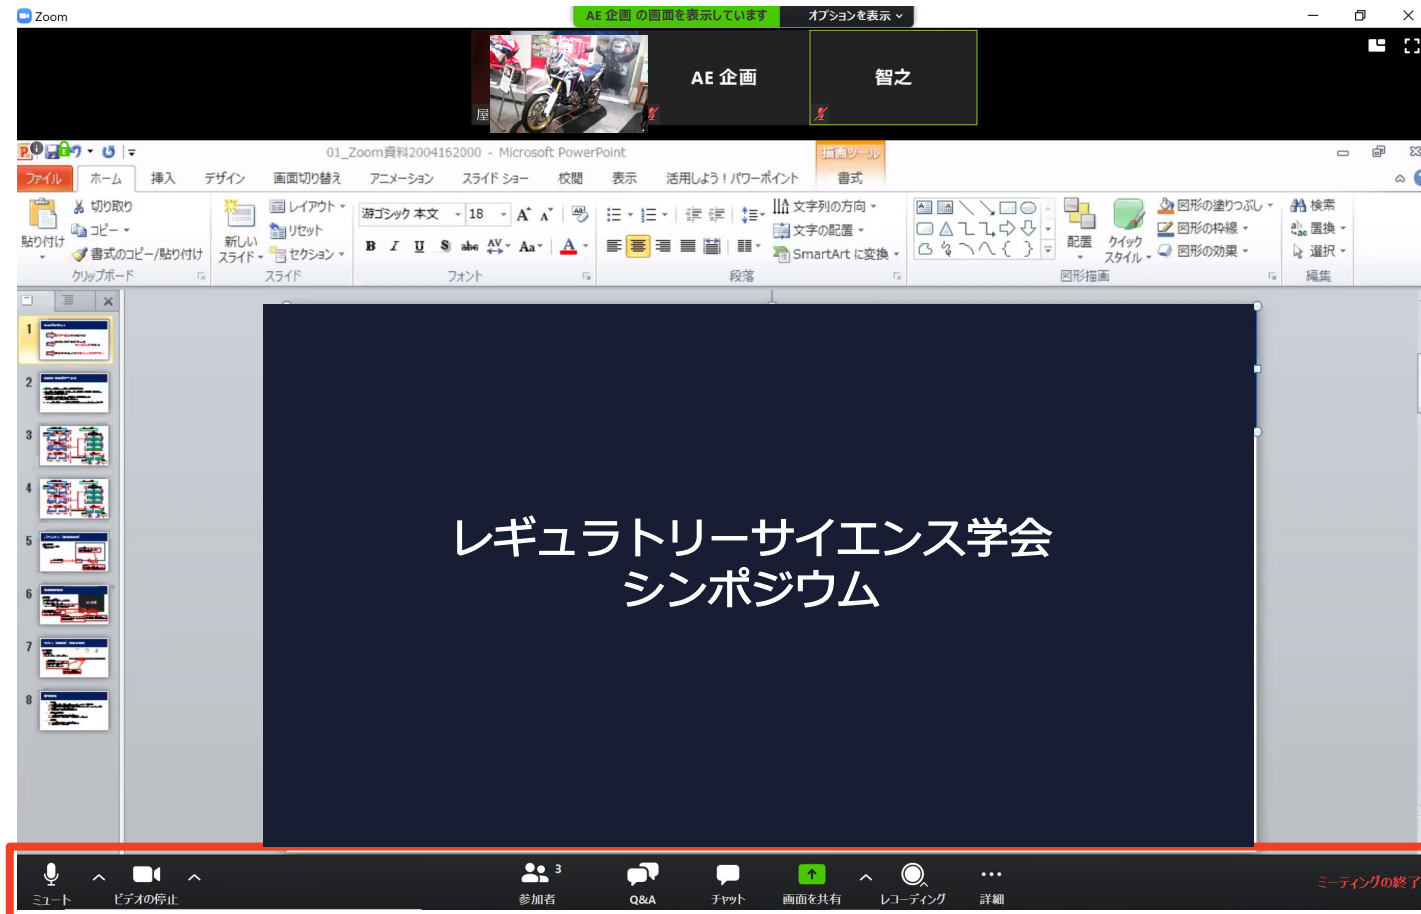 Zoom
AE 企画 の画面を表示しています
オプションを表示
屋
AE 企画
智之
01_Zoom資料2004162000 - Microsoft PowerPoint
描画ツール
ファイル
ホーム
挿入
デザイン
画面切り替え
アニメーション
スライド ショー
校閲
表示
活用しよう！パワーポイント
書式
貼り付け
切り取り
コピー
書式のコピー/貼り付け
クリップボード
新しい
スライド
レイアウト
リセット
セクション
スライド
游ゴシック 本文
18
フォント
文字列の方向
文字の配置
SmartArt に変換
段落
配置
クイック
スタイル
図形の塗りつぶし
図形の枠線
図形の効果
図形描画
検索
置換
選択
編集
1
2
3
4
5
6
7
8
レギュラトリーサイエンス学会
シンポジウム
ミュート
ビデオの停止
3
参加者
Q&A
チャット
画面を共有
レコーディング
詳細
ミーティングの終了